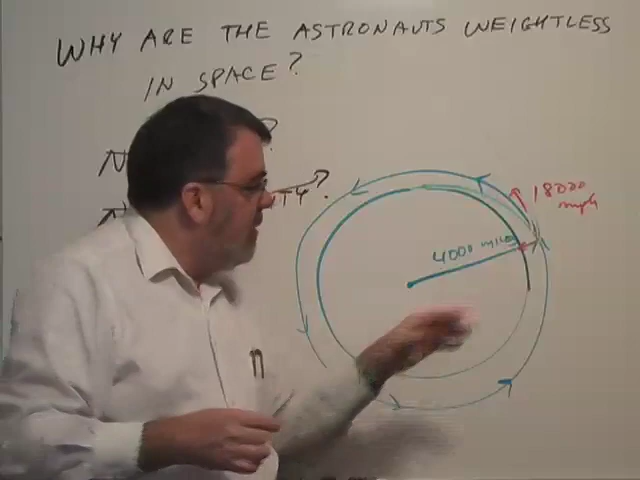 WHY ARE THE ASTRONAUTS WEIGHTLESS
IN SPACE?
N ?
?
18000
mph
4000 miles